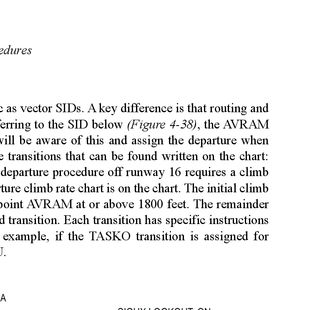 edures
c as vector SIDs. A key difference is that routing and
erring to the SID below (Figure 4-38), the AVRAM
will be aware of this and assign the departure when
e transitions that can be found written on the chart:
departure procedure off runway 16 requires a climb
ture climb rate chart is on the chart. The initial climb
point AVRAM at or above 1800 feet. The remainder
d transition. Each transition has specific instructions
example, if the TASKO transition is assigned for
U.
A